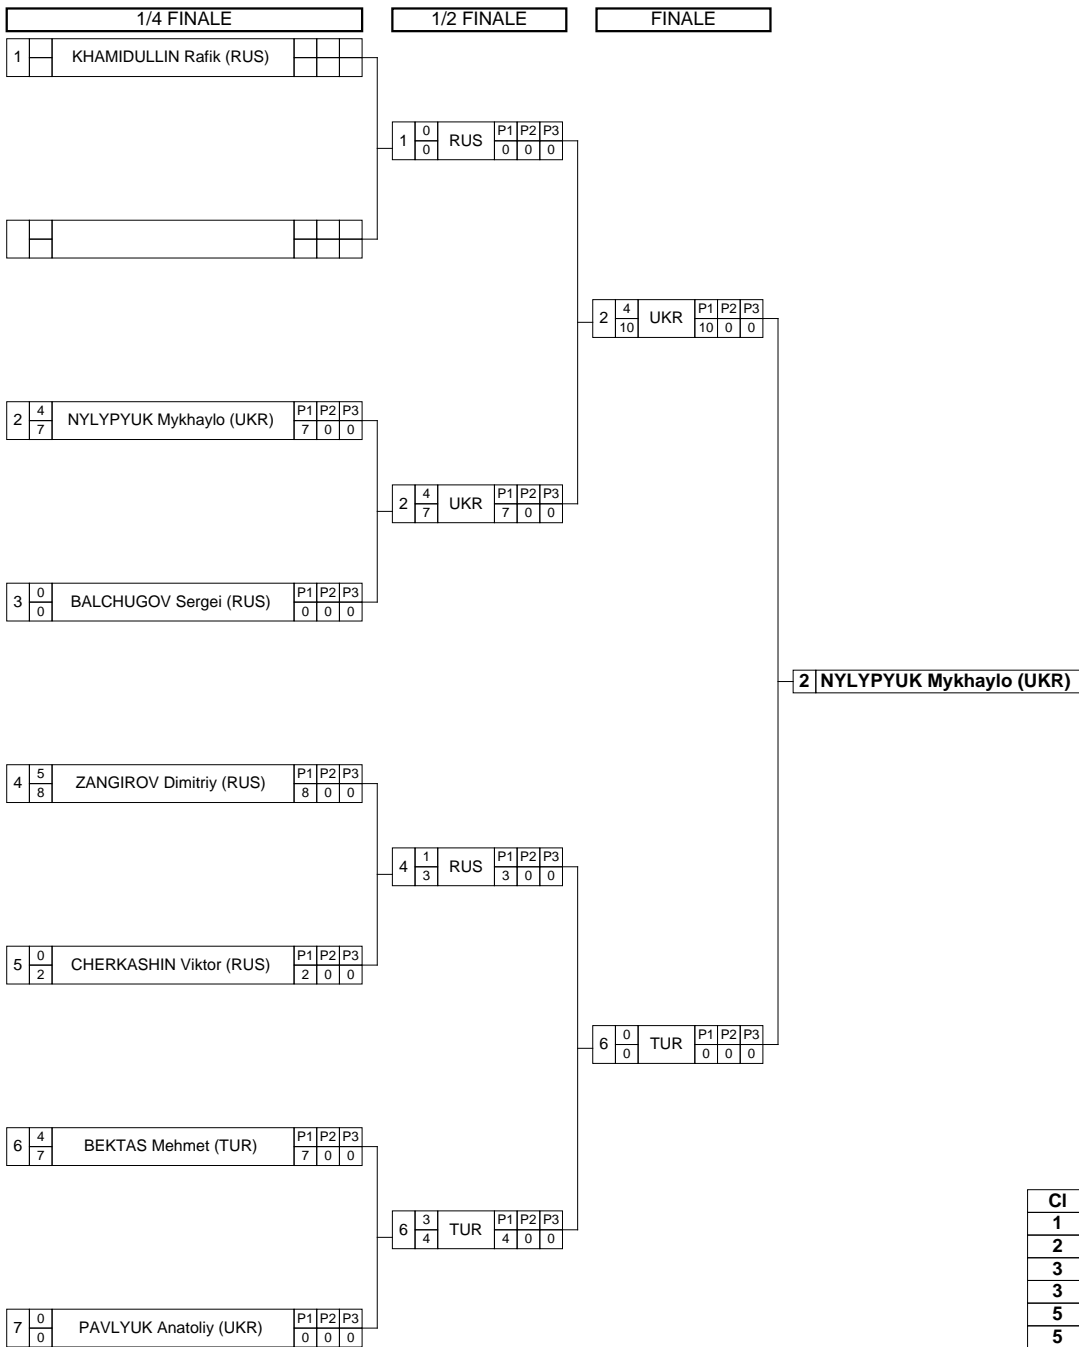 1/4 FINALE 1/2 FINALE FINALE
1 KHAMIDULLIN Rafik (RUS)
1 0 0 RUS P1 P2 P3 0 0 0
2 4 10 UKR P1 P2 P3 10 0 0
2 4 7 NYLYPYUK Mykhaylo (UKR) P1 P2 P3 7 0 0
2 4 7 UKR P1 P2 P3 7 0 0
3 0 0 BALCHUGOV Sergei (RUS) P1 P2 P3 0 0 0
2 NYLYPYUK Mykhaylo (UKR)
4 5 8 ZANGIROV Dimitriy (RUS) P1 P2 P3 8 0 0
4 1 3 RUS P1 P2 P3 3 0 0
5 0 2 CHERKASHIN Viktor (RUS) P1 P2 P3 2 0 0
6 0 0 TUR P1 P2 P3 0 0 0
6 4 7 BEKTAS Mehmet (TUR) P1 P2 P3 7 0 0
6 3 4 TUR P1 P2 P3 4 0 0
7 0 0 PAVLYUK Anatoliy (UKR) P1 P2 P3 0 0 0
Cl
1
2
3
3
5
5